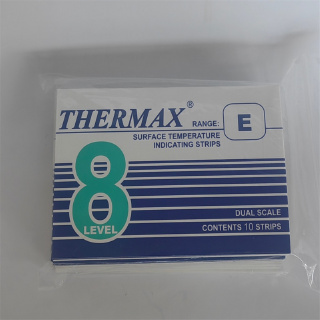 THERMAX® RANGE: E
SURFACE TEMPERATURE
INDICATING STRIPS
8
LEVEL
DUAL SCALE
CONTENTS 10 STRIPS